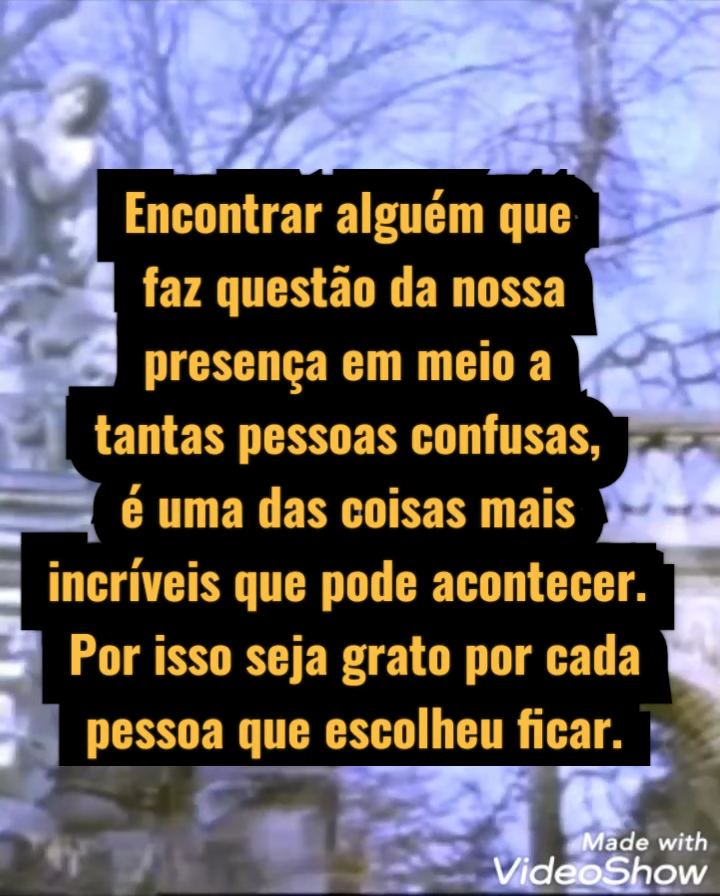 Encontrar alguém que
faz questão da nossa
presença em meio a
tantas pessoas confusas,
é uma das coisas mais
incríveis que pode acontecer.
Por isso seja grato por cada
pessoa que escolheu ficar.
Made with
VideoShow